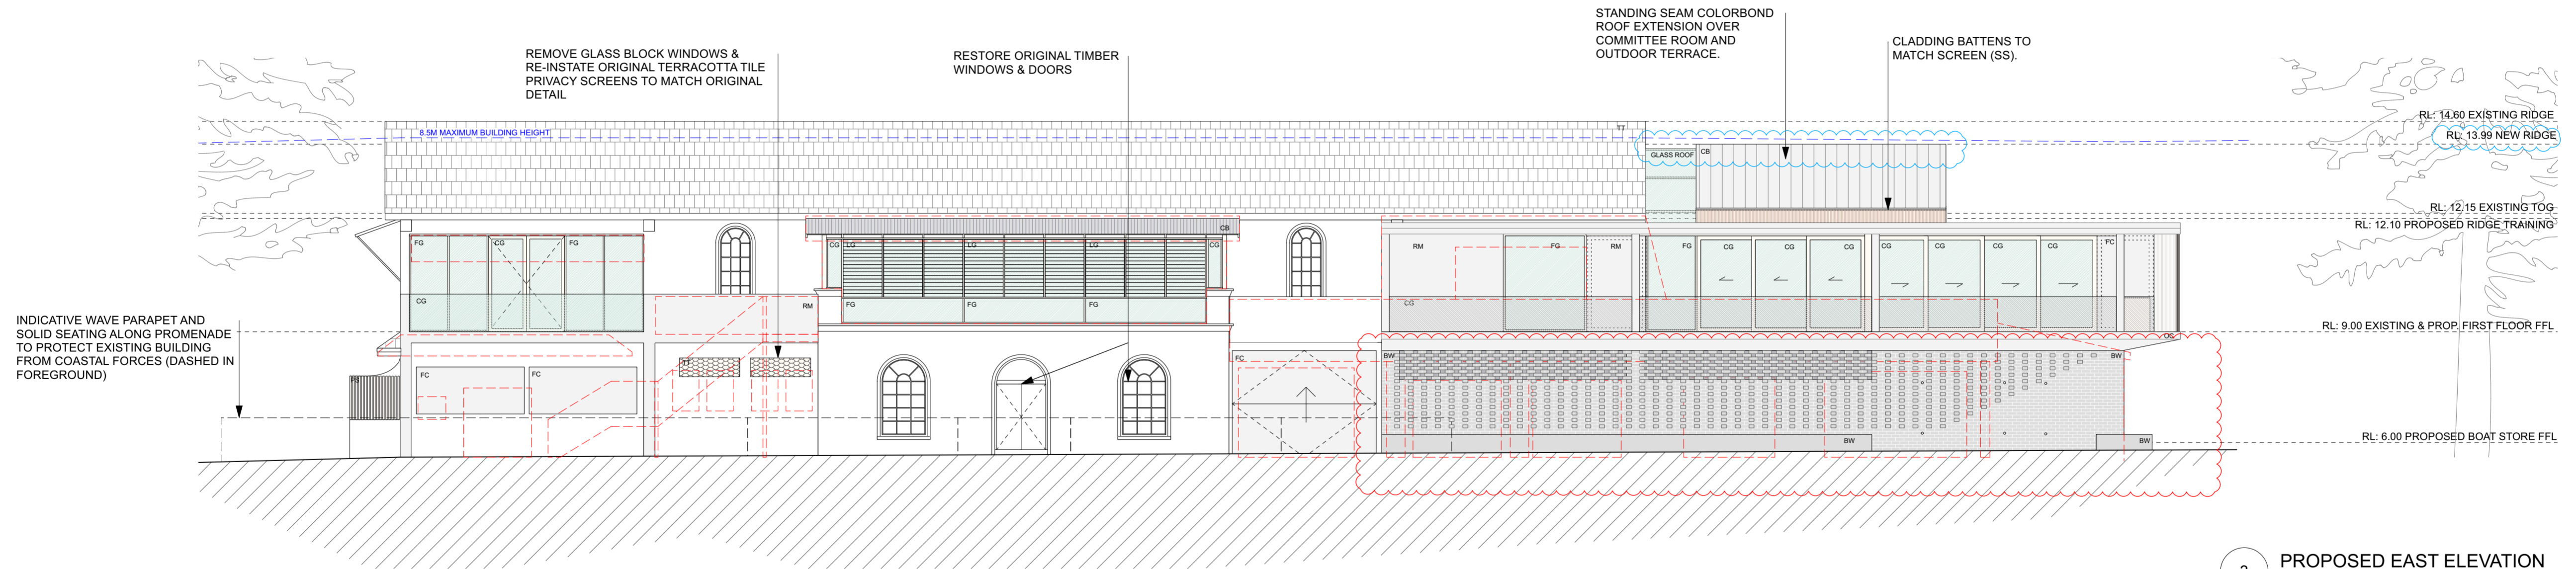 STANDING SEAM COLORBOND
ROOF EXTENSION OVER
COMMITTEE ROOM AND
OUTDOOR TERRACE.
CLADDING BATTENS TO
MATCH SCREEN (SS).
REMOVE GLASS BLOCK WINDOWS &
RE-INSTATE ORIGINAL TERRACOTTA TILE
PRIVACY SCREENS TO MATCH ORIGINAL
DETAIL
RESTORE ORIGINAL TIMBER
WINDOWS & DOORS
RL: 14.60 EXISTING RIDGE
8.5M MAXIMUM BUILDING HEIGHT
TT
RL: 13.99 NEW RIDGE
GLASS ROOF
CB
RL: 12.15 EXISTING TOG
RL: 12.10 PROPOSED RIDGE TRAINING
CB
FG
CG
FG
CG
LG
LG
LG
LG
CG
RM
FG
RM
FG
CG
CG
CG
CG
CG
CG
CG
FC
CG
RM
FG
FG
FG
CG
INDICATIVE WAVE PARAPET AND
SOLID SEATING ALONG PROMENADE
TO PROTECT EXISTING BUILDING
FROM COASTAL FORCES (DASHED IN
FOREGROUND)
RL: 9.00 EXISTING & PROP. FIRST FLOOR FFL
OG
FC
BW
BW
TT
PS
FC
FC
RL: 6.00 PROPOSED BOAT STORE FFL
BW
BW
PROPOSED EAST ELEVATION